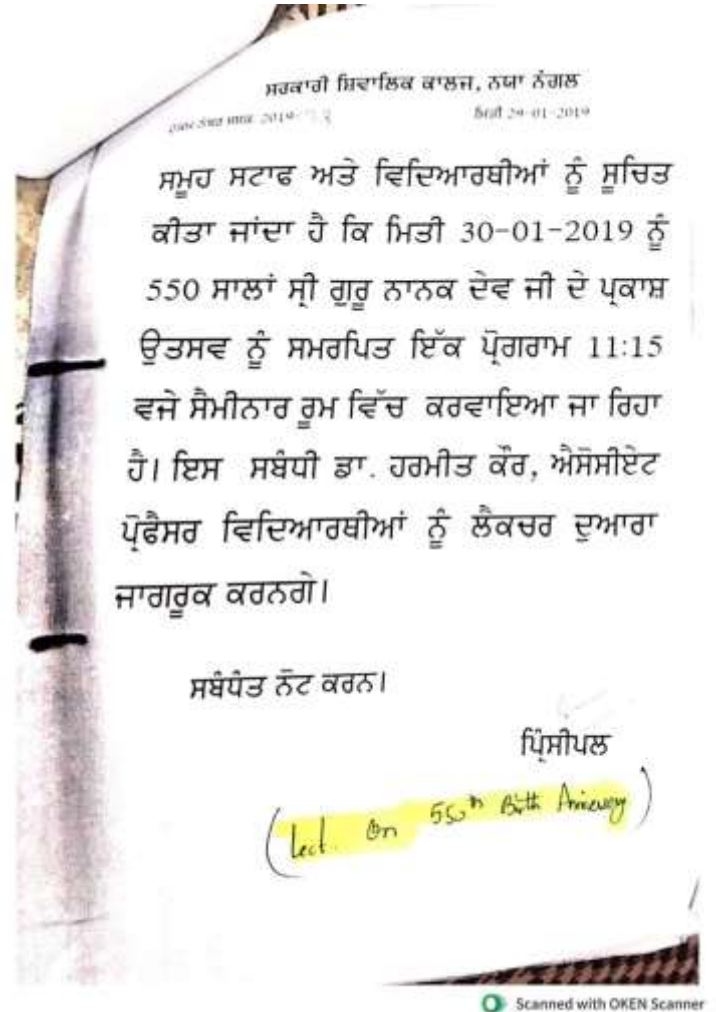 ਸਰਕਾਰੀ ਸ਼ਿਵਾਲਿਕ ਕਾਲਜ, ਨਯਾ ਨੰਗਲ
2019- ਮਿਤੀ 29-01-2019
ਸਮੂਹ ਸਟਾਫ ਅਤੇ ਵਿਦਿਆਰਥੀਆਂ ਨੂੰ ਸੂਚਿਤ
ਕੀਤਾ ਜਾਂਦਾ ਹੈ ਕਿ ਮਿਤੀ 30-01-2019 ਨੂੰ
550 ਸਾਲਾਂ ਸ੍ਰੀ ਗੁਰੂ ਨਾਨਕ ਦੇਵ ਜੀ ਦੇ ਪ੍ਰਕਾਸ਼
ਉਤਸਵ ਨੂੰ ਸਮਰਪਿਤ ਇੱਕ ਪ੍ਰੋਗਰਾਮ 11:15
ਵਜੇ ਸੈਮੀਨਾਰ ਰੂਮ ਵਿੱਚ ਕਰਵਾਇਆ ਜਾ ਰਿਹਾ
ਹੈ। ਇਸ ਸਬੰਧੀ ਡਾ. ਹਰਮੀਤ ਕੌਰ, ਐਸੋਸੀਏਟ
ਪ੍ਰੋਫੈਸਰ ਵਿਦਿਆਰਥੀਆਂ ਨੂੰ ਲੈਕਚਰ ਦੁਆਰਾ
ਜਾਗਰੂਕ ਕਰਨਗੇ।
ਸਬੰਧਤ ਨੋਟ ਕਰਨ।
ਪ੍ਰਿੰਸੀਪਲ
(Lect. On 550th Birth
Scanned with OKEN Scanner